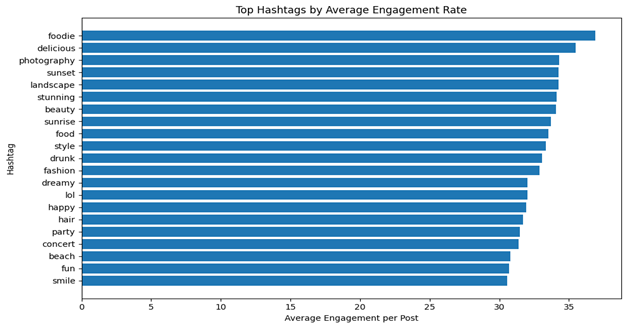 Top Hashtags by Average Engagement Rate
Hashtag
foodie
delicious
photography
sunset
landscape
stunning
beauty
sunrise
food
style
drunk
fashion
dreamy
lol
happy
hair
party
concert
beach
fun
smile
0 5 10 15 20 25 30 35
Average Engagement per Post